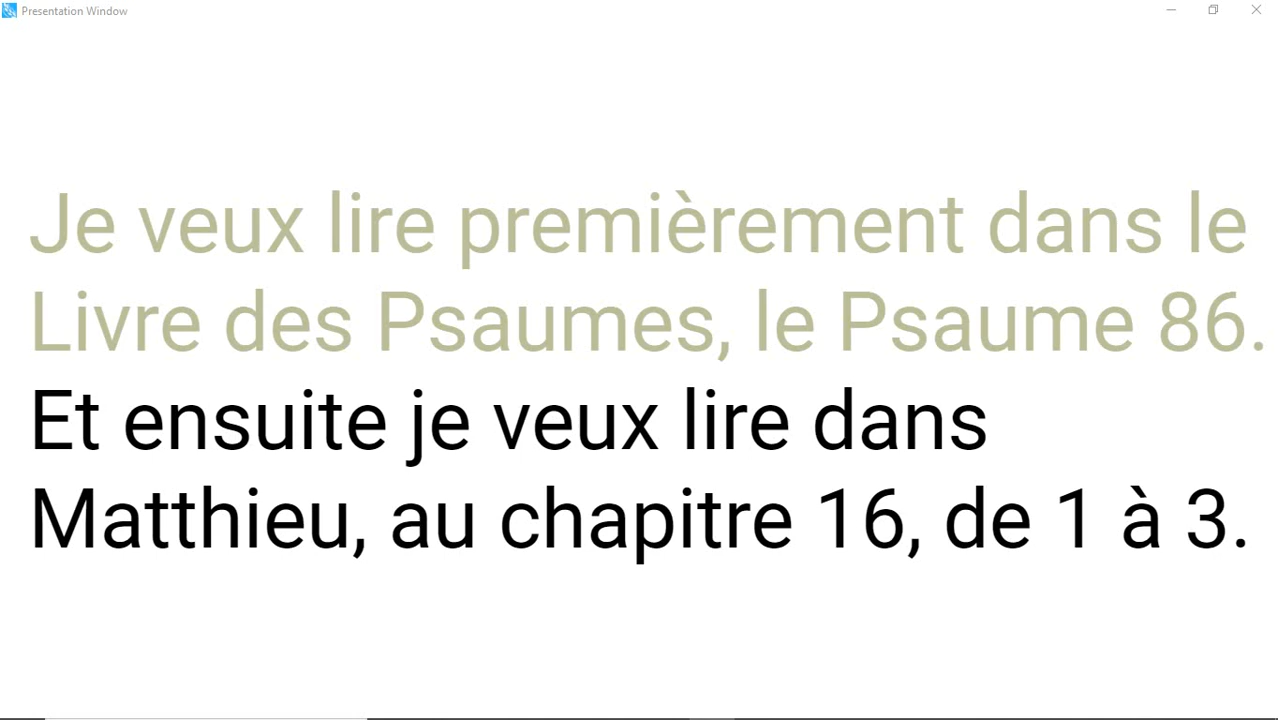 Presentation Window
Je veux lire premièrement dans le
Livre des Psaumes, le Psaume 86.
Et ensuite je veux lire dans
Matthieu, au chapitre 16, de 1 à 3.